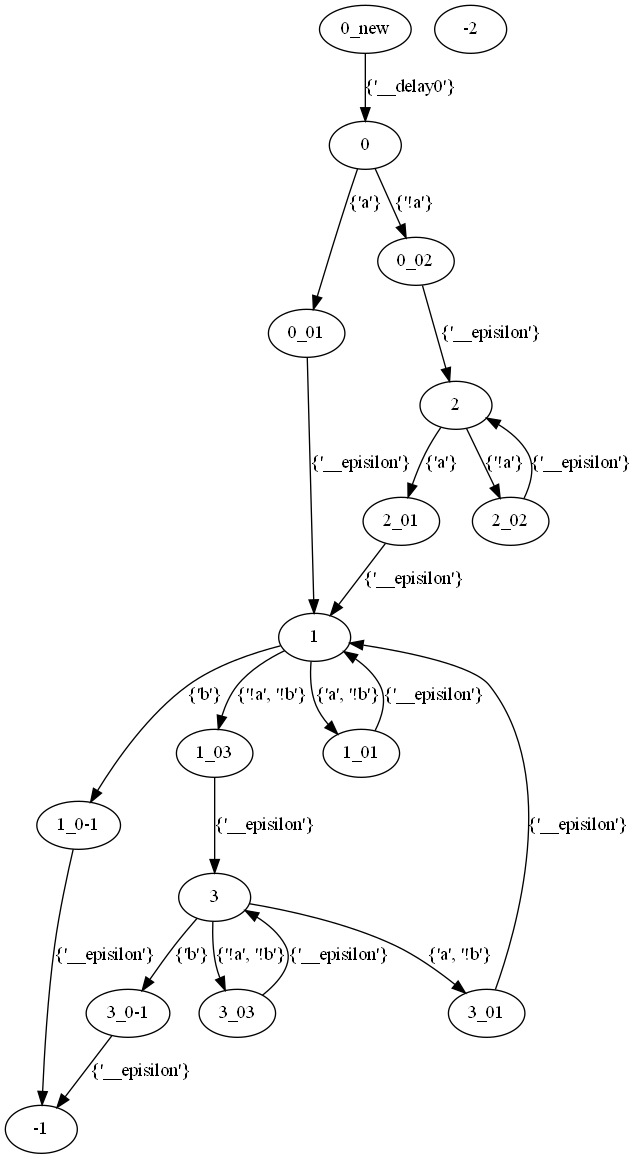 0_new
-2
{'__delay0'}
0
{'a'}
{'!a'}
0_02
0_01
{'__episilon'}
2
{'__episilon'}
{'a'}
{'!a'}
{'__episilon'}
2_01
2_02
{'__episilon'}
1
{'b'}
{'!a', '!b'}
{'a', '!b'}
{'__episilon'}
1_03
1_01
1_0-1
{'__episilon'}
{'__episilon'}
3
{'__episilon'}
{'b'}
{'!a', '!b'}
{'__episilon'}
{'a', '!b'}
3_0-1
3_03
3_01
{'__episilon'}
-1